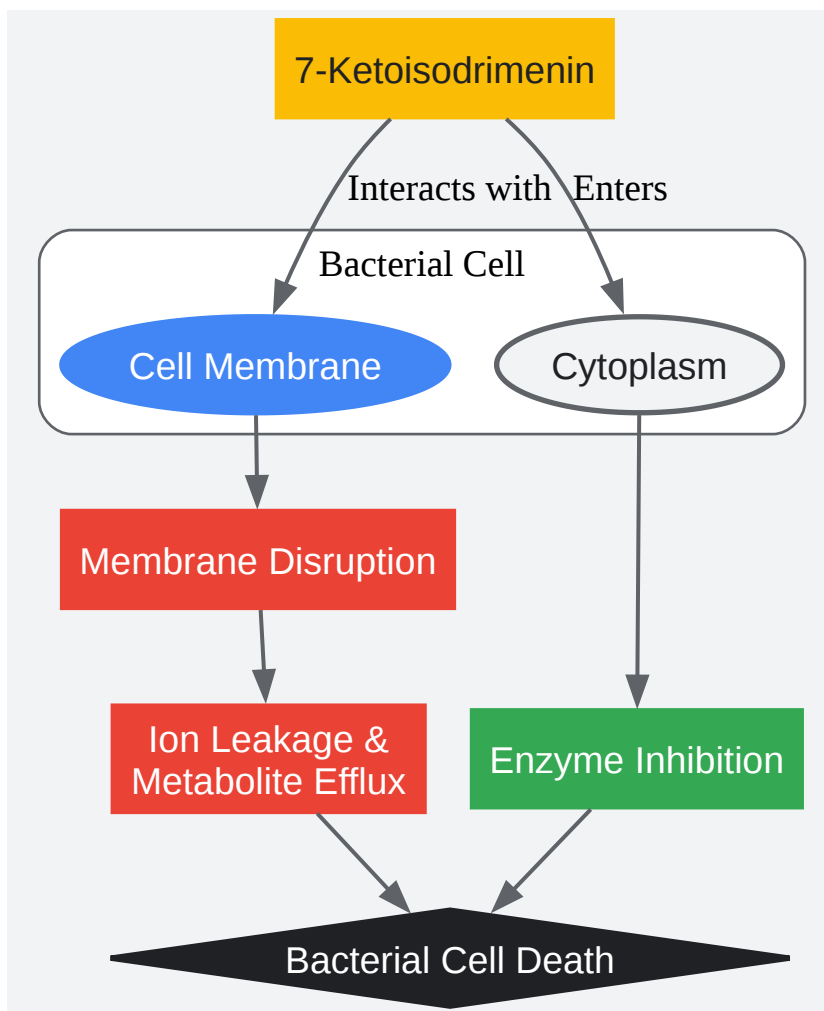 7-Ketoisodrimenin
Interacts with
Enters
Bacterial Cell
Cell Membrane
Cytoplasm
Membrane Disruption
Ion Leakage &
Metabolite Efflux
Enzyme Inhibition
Bacterial Cell Death